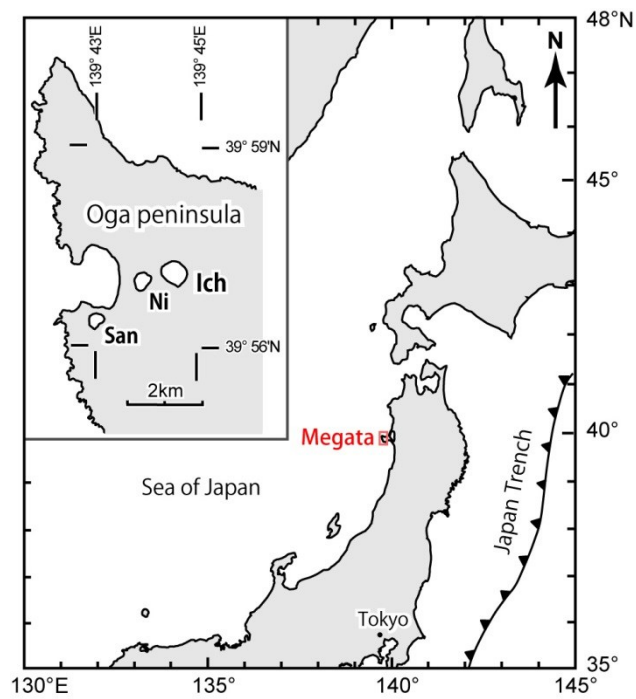 48°N
139° 43'E
139° 45'E
N
39° 59'N
45°
Oga peninsula
Ich
Ni
San
39° 56'N
2km
Megata
40°
Sea of Japan
Japan Trench
Tokyo
35°
130°E
135°
140°
145°